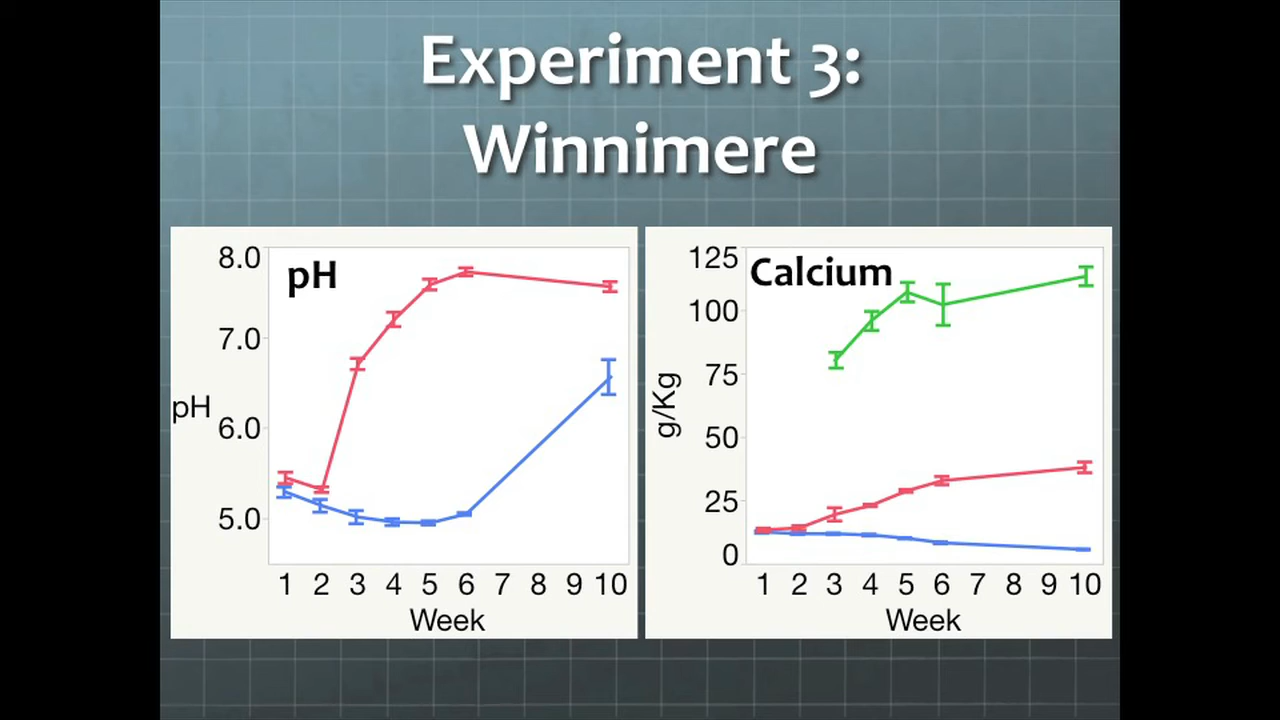 Experiment 3:
Winnimere
pH
8.0
7.0
6.0
5.0
pH
1 2 3 4 5 6 7 8 9 10
Week
Calcium
125
100
75
50
25
0
g/Kg
1 2 3 4 5 6 7 8 9 10
Week